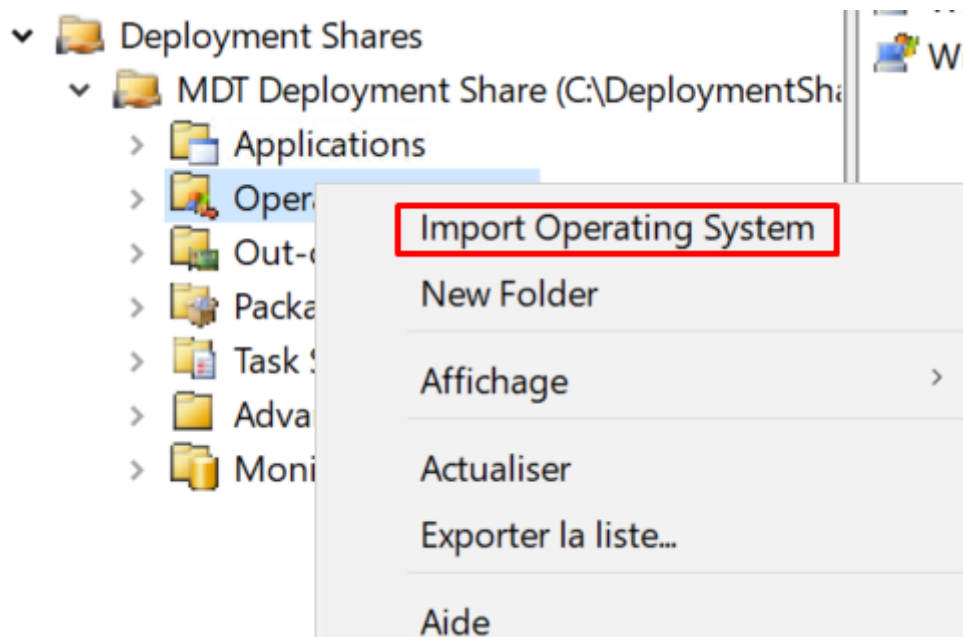 Deployment Shares
MDT Deployment Share (C:\DeploymentSha
Applications
Oper
Import Operating System
Out-
New Folder
Packa
Task S
Affichage
Adva
Moni
Actualiser
Exporter la liste...
Aide